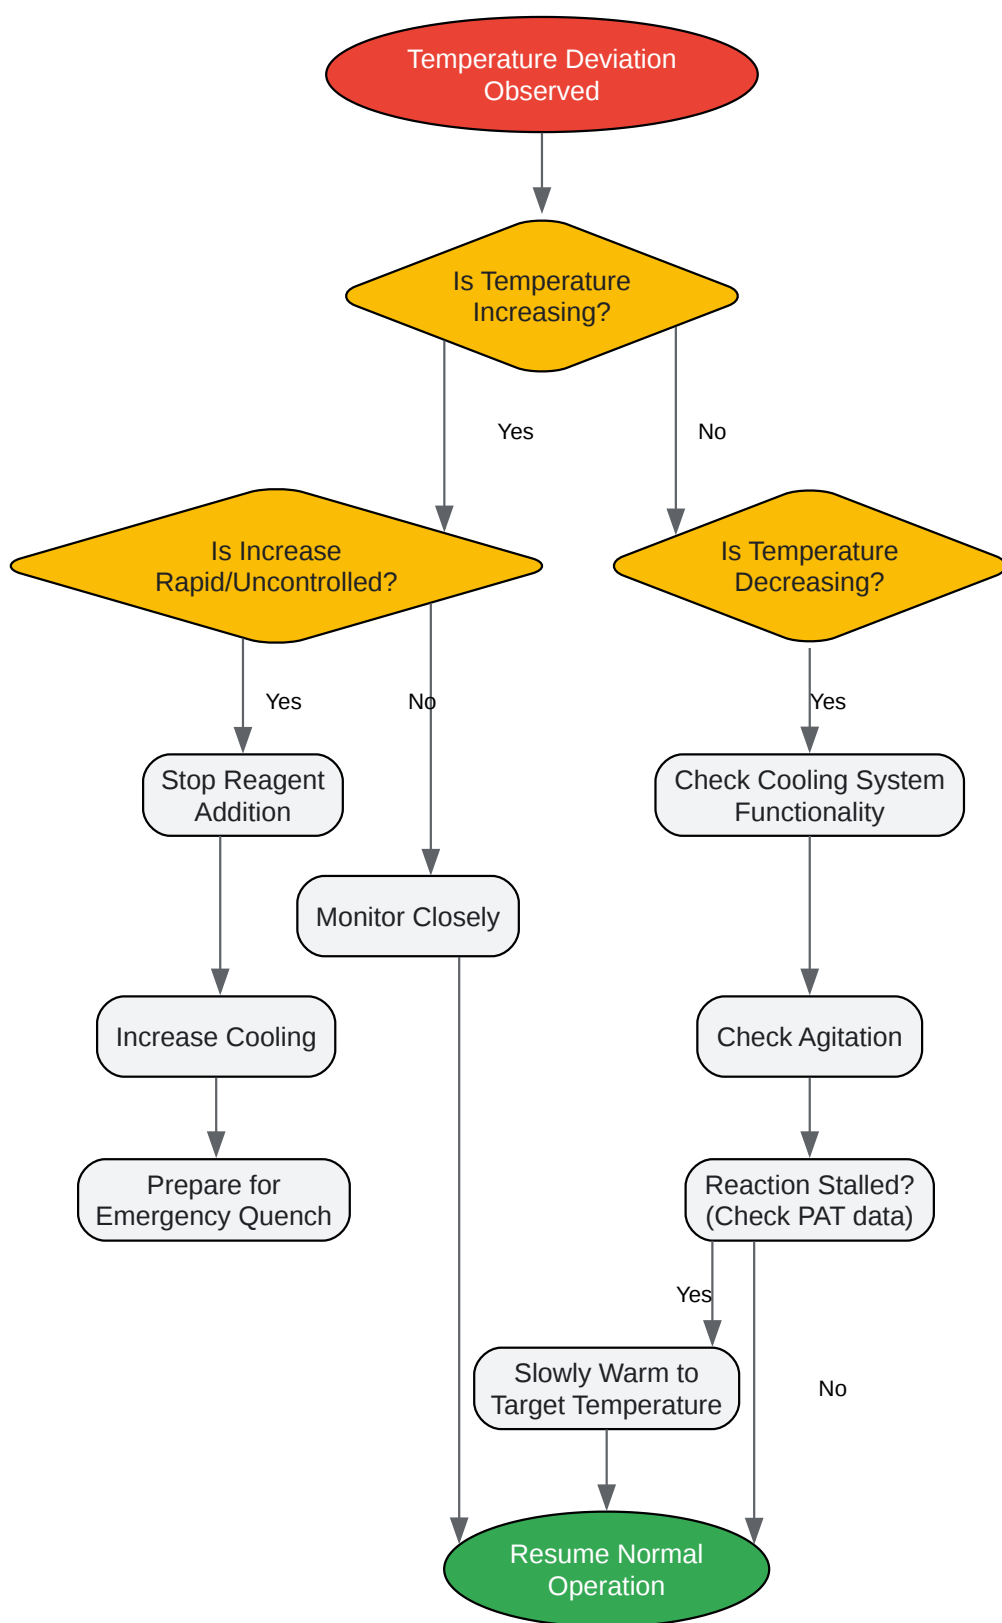 Temperature Deviation
Observed
Is Temperature
Increasing?
Yes
No
Is Increase
Rapid/Uncontrolled?
Is Temperature
Decreasing?
Yes
No
Yes
Stop Reagent
Addition
Check Cooling System
Functionality
Monitor Closely
Increase Cooling
Check Agitation
Prepare for
Emergency Quench
Reaction Stalled?
(Check PAT data)
Yes
Slowly Warm to
Target Temperature
No
Resume Normal
Operation